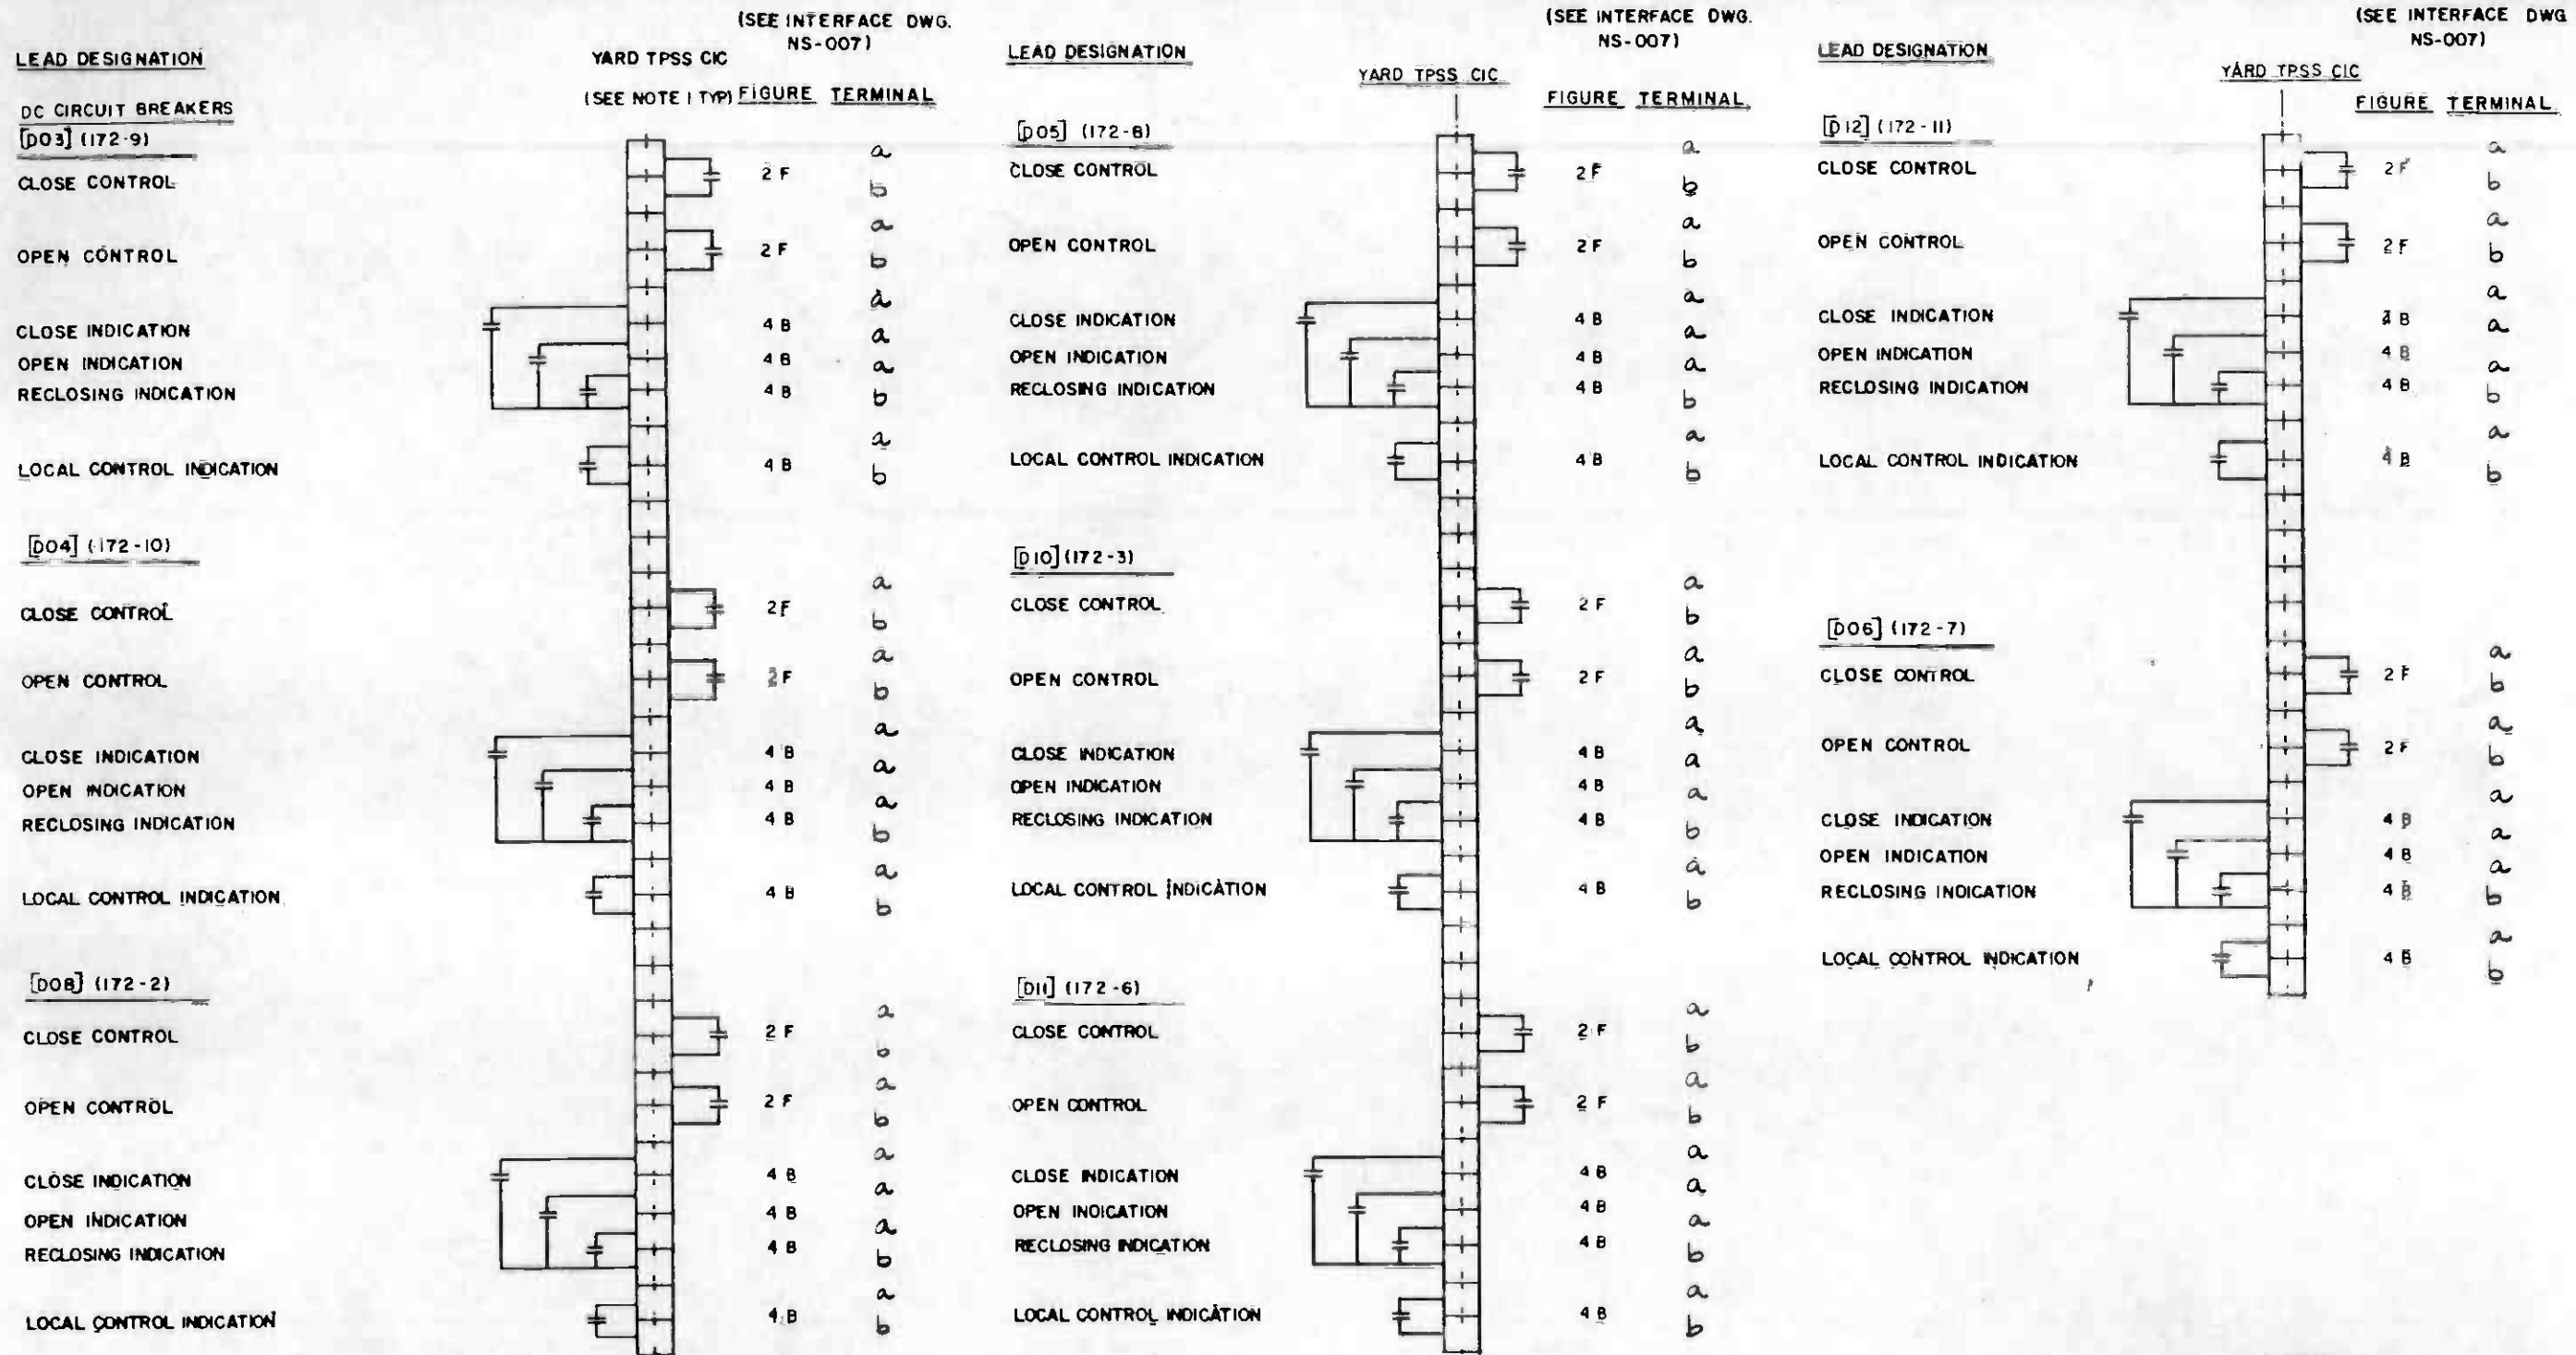 LEAD DESIGNATION
YARD TPSS CIC
(SEE NOTE 1 TYP)
(SEE INTERFACE DWG.
NS-007)
FIGURE TERMINAL
DC CIRCUIT BREAKERS
[D03] (172-9)
a
CLOSE CONTROL 2 F
b
a
OPEN CONTROL 2 F
b
a
CLOSE INDICATION 4 B
a
OPEN INDICATION 4 B
a
RECLOSING INDICATION 4 B
b
a
LOCAL CONTROL INDICATION 4 B
b
[D04] (172-10)
a
CLOSE CONTROL 2 F
b
a
OPEN CONTROL 2 F
b
a
CLOSE INDICATION 4 B
a
OPEN INDICATION 4 B
a
RECLOSING INDICATION 4 B
b
a
LOCAL CONTROL INDICATION 4 B
b
[D08] (172-2)
a
CLOSE CONTROL 2 F
b
a
OPEN CONTROL 2 F
b
a
CLOSE INDICATION 4 B
a
OPEN INDICATION 4 B
a
RECLOSING INDICATION 4 B
b
a
LOCAL CONTROL INDICATION 4 B
b
LEAD DESIGNATION
YARD TPSS CIC
(SEE INTERFACE DWG.
NS-007)
FIGURE TERMINAL
[D05] (172-8)
a
CLOSE CONTROL 2 F
b
a
OPEN CONTROL 2 F
b
a
CLOSE INDICATION 4 B
a
OPEN INDICATION 4 B
a
RECLOSING INDICATION 4 B
b
a
LOCAL CONTROL INDICATION 4 B
b
[D10] (172-3)
a
CLOSE CONTROL 2 F
b
a
OPEN CONTROL 2 F
b
a
CLOSE INDICATION 4 B
a
OPEN INDICATION 4 B
a
RECLOSING INDICATION 4 B
b
a
LOCAL CONTROL INDICATION 4 B
b
[D11] (172-6)
a
CLOSE CONTROL 2 F
b
a
OPEN CONTROL 2 F
b
a
CLOSE INDICATION 4 B
a
OPEN INDICATION 4 B
a
RECLOSING INDICATION 4 B
b
a
LOCAL CONTROL INDICATION 4 B
b
LEAD DESIGNATION
YARD TPSS CIC
(SEE INTERFACE DWG
NS-007)
FIGURE TERMINAL
[D12] (172-11)
a
CLOSE CONTROL 2 F
b
a
OPEN CONTROL 2 F
b
a
CLOSE INDICATION 4 B
a
OPEN INDICATION 4 B
a
RECLOSING INDICATION 4 B
b
a
LOCAL CONTROL INDICATION 4 B
b
[D06] (172-7)
a
CLOSE CONTROL 2 F
b
a
OPEN CONTROL 2 F
b
a
CLOSE INDICATION 4 B
a
OPEN INDICATION 4 B
a
RECLOSING INDICATION 4 B
b
a
LOCAL CONTROL INDICATION 4 B
b